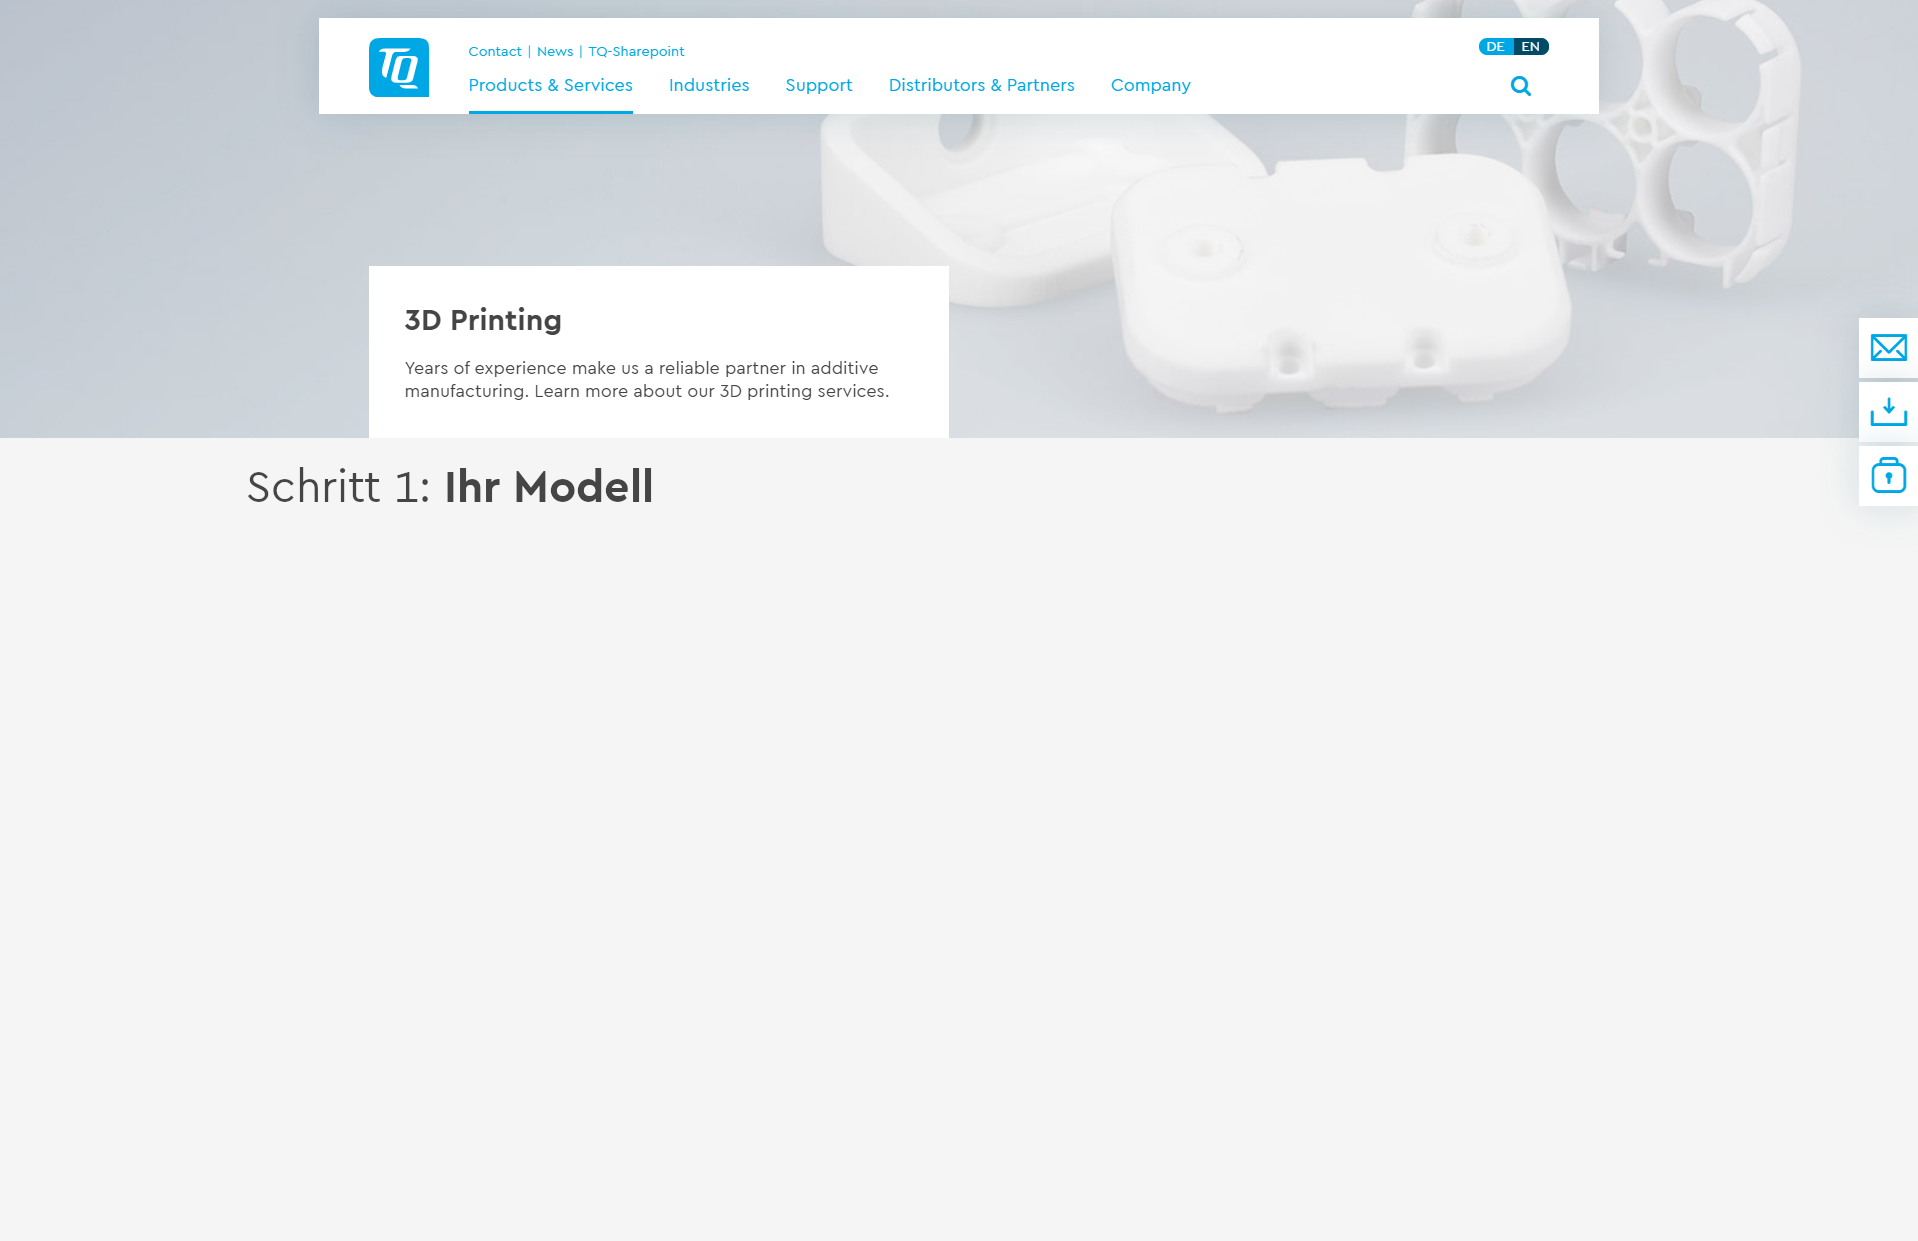 TQ
Contact | News | TQ-Sharepoint
DE EN
Products & Services Industries Support Distributors & Partners Company
3D Printing
Years of experience make us a reliable partner in additive
manufacturing. Learn more about our 3D printing services.
Schritt 1: Ihr Modell